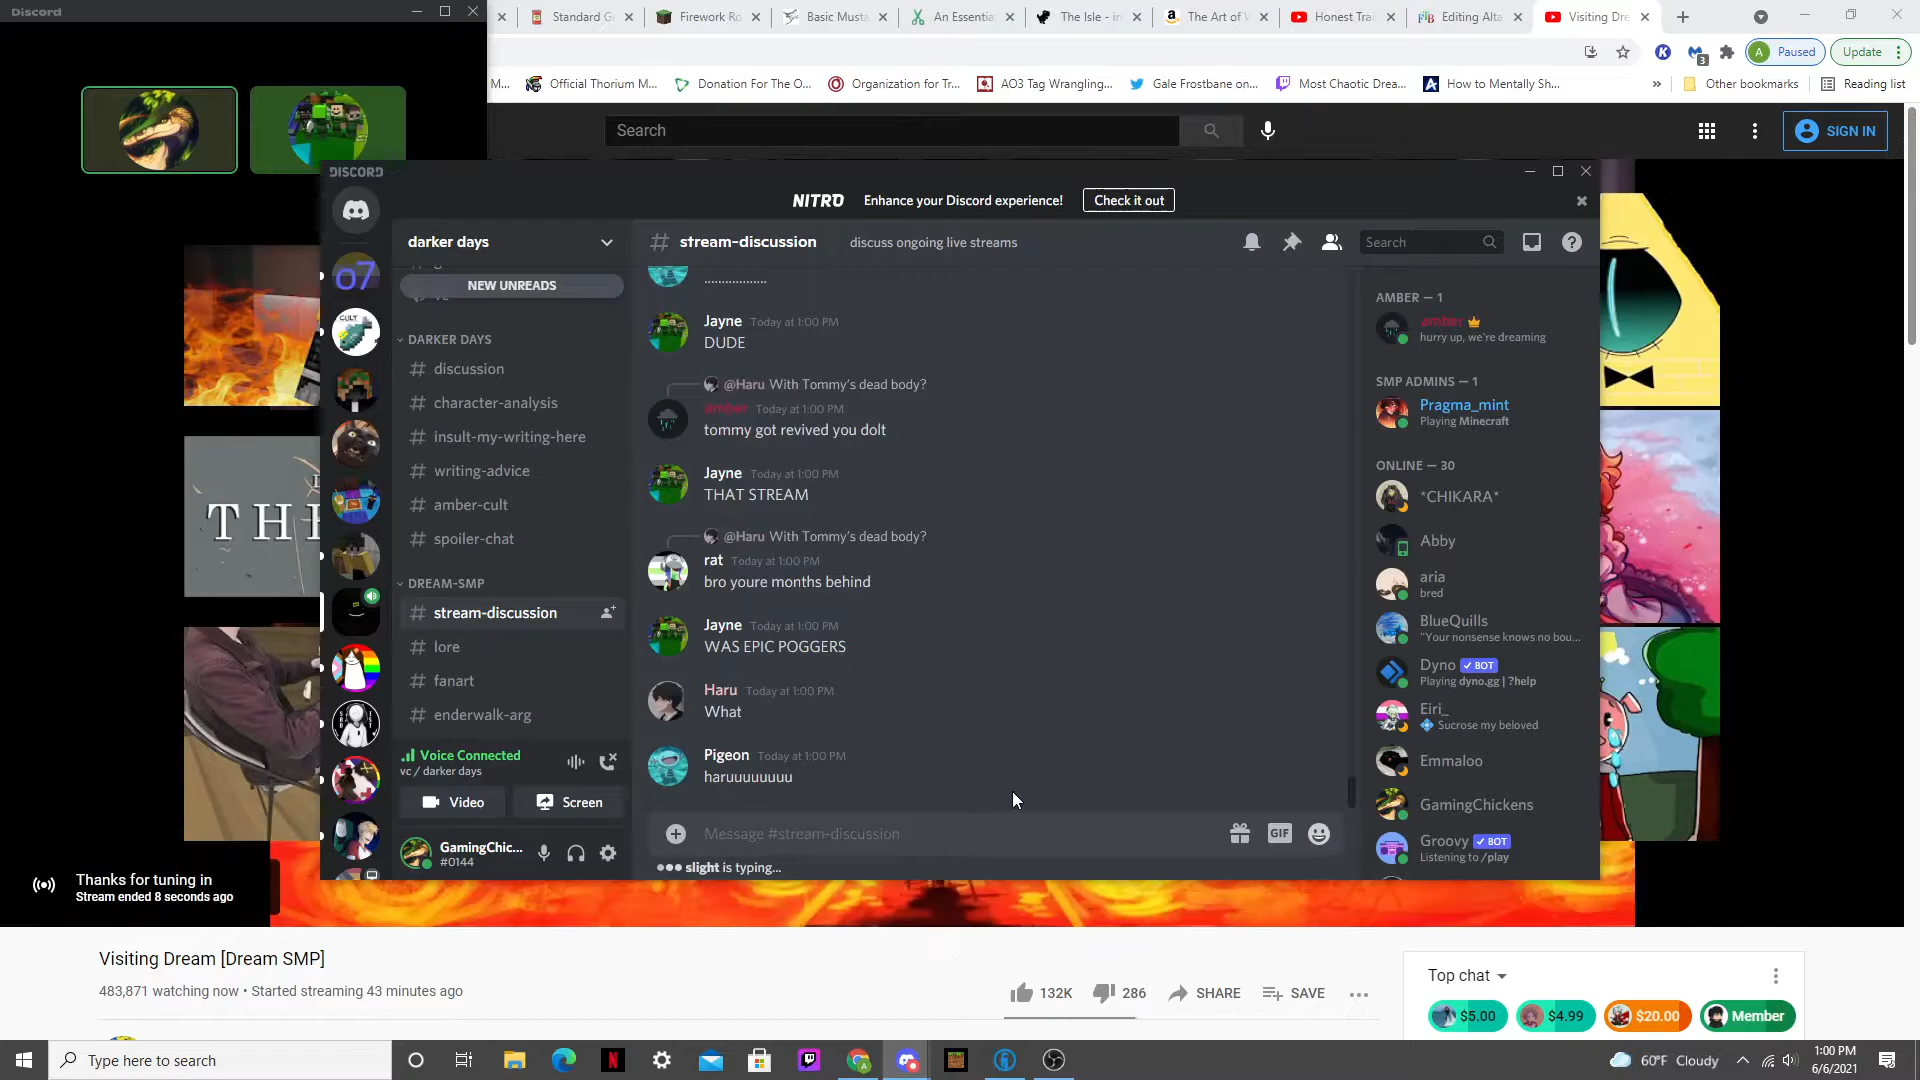 Discord
Standard G
Firework Ro
Basic Musta
An Essentia
The Isle - in
The Art of W
Honest Trai
Editing Alta
Visiting Dre
A Paused
Update
3
M...
Official Thorium M...
Donation For The O...
Organization for Tr...
AO3 Tag Wrangling...
Gale Frostbane on...
Most Chaotic Drea...
How to Mentally Sh...
Other bookmarks
Reading list
Search
SIGN IN
DISCORD
NITRO Enhance your Discord experience! Check it out
darker days
stream-discussion discuss ongoing live streams
Search
NEW UNREADS
DARKER DAYS
discussion
character-analysis
insult-my-writing-here
writing-advice
amber-cult
spoiler-chat
DREAM-SMP
stream-discussion
lore
fanart
enderwalk-arg
Voice Connected
vc / darker days
Video Screen
GamingChic...
#0144
o7
CULT
..................
Jayne Today at 1:00 PM
DUDE
@Haru With Tommy's dead body?
amber Today at 1:00 PM
tommy got revived you dolt
Jayne Today at 1:00 PM
THAT STREAM
@Haru With Tommy's dead body?
rat Today at 1:00 PM
bro youre months behind
Jayne Today at 1:00 PM
WAS EPIC POGGERS
Haru Today at 1:00 PM
What
Pigeon Today at 1:00 PM
haruuuuuuuu
Message #stream-discussion
GIF
slight is typing...
AMBER — 1
amber
hurry up, we're dreaming
SMP ADMINS — 1
Pragma_mint
Playing Minecraft
ONLINE — 30
*CHIKARA*
Abby
aria
bred
BlueQuills
"Your nonsense knows no bou...
Dyno BOT
Playing dyno.gg | ?help
Eiri_
Sucrose my beloved
Emmaloo
GamingChickens
Groovy BOT
Listening to /play
TH
Thanks for tuning in
Stream ended 8 seconds ago
Visiting Dream [Dream SMP]
483,871 watching now • Started streaming 43 minutes ago
132K 286 SHARE SAVE
Top chat
$5.00 $4.99 $20.00 Member
Type here to search
60°F Cloudy
1:00 PM
6/6/2021